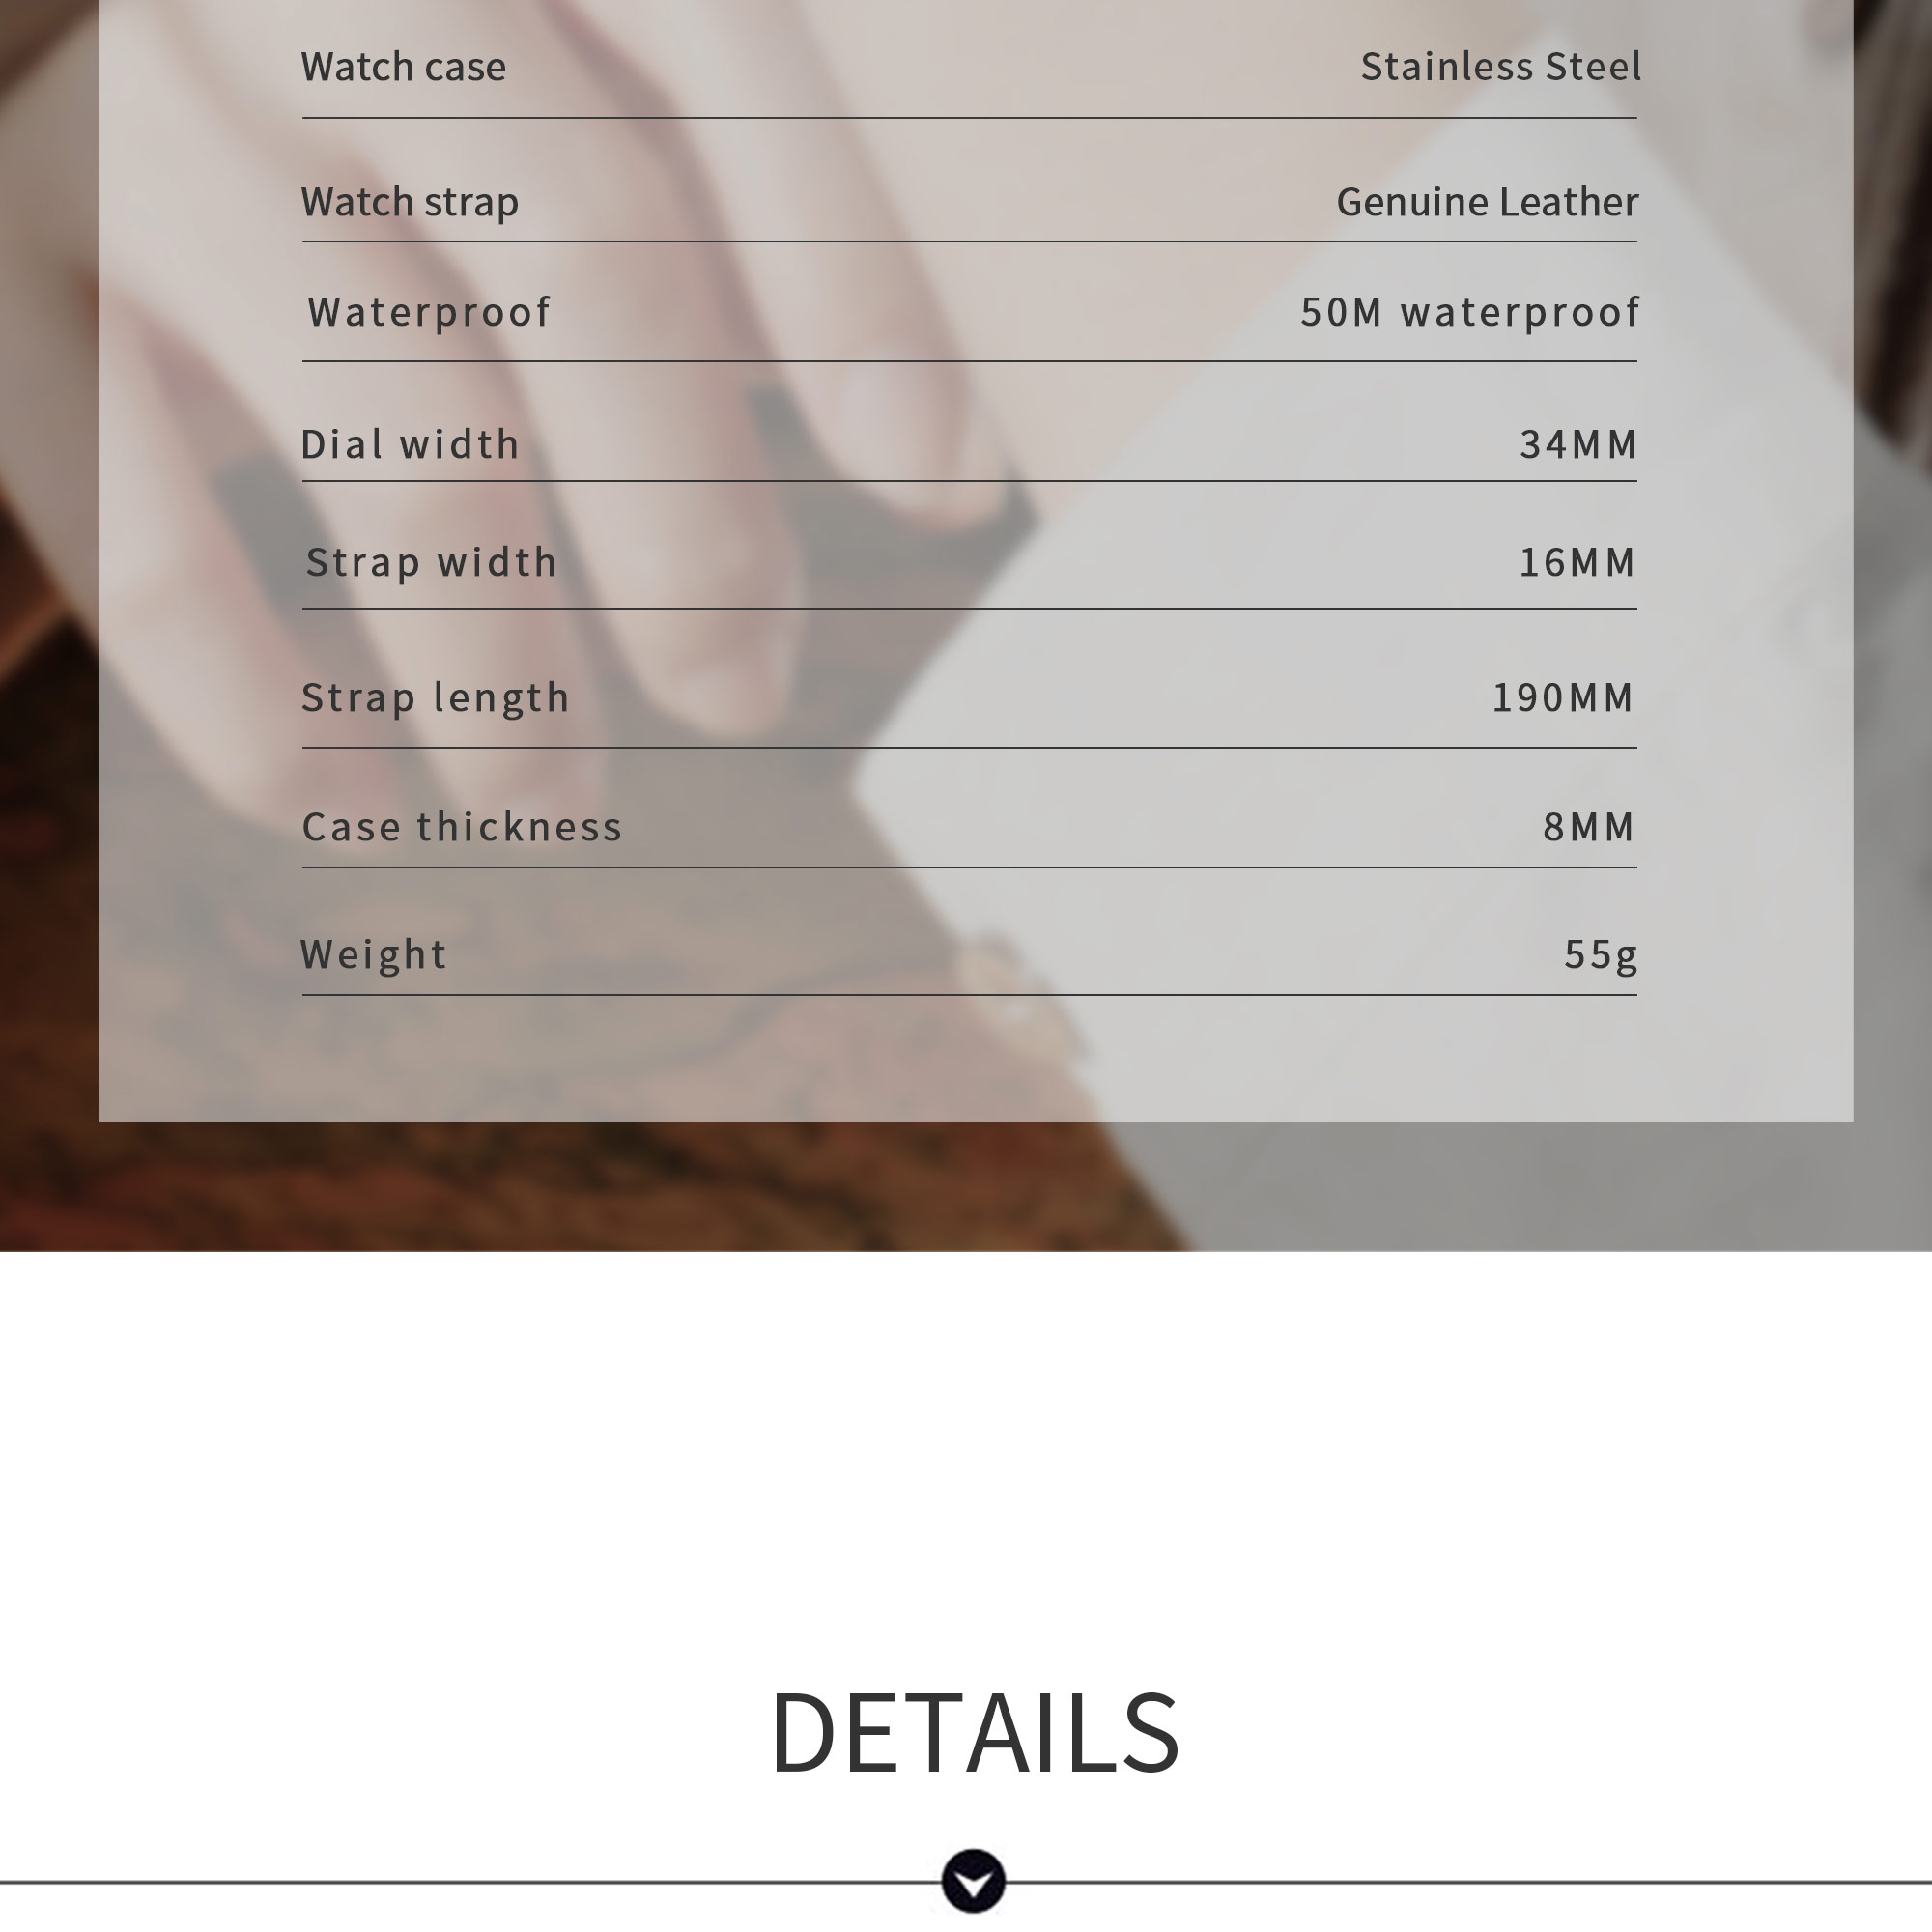 Watch case Stainless Steel
Watch strap Genuine Leather
Waterproof 50M waterproof
Dial width 34MM
Strap width 16MM
Strap length 190MM
Case thickness 8MM
Weight 55g
DETAILS